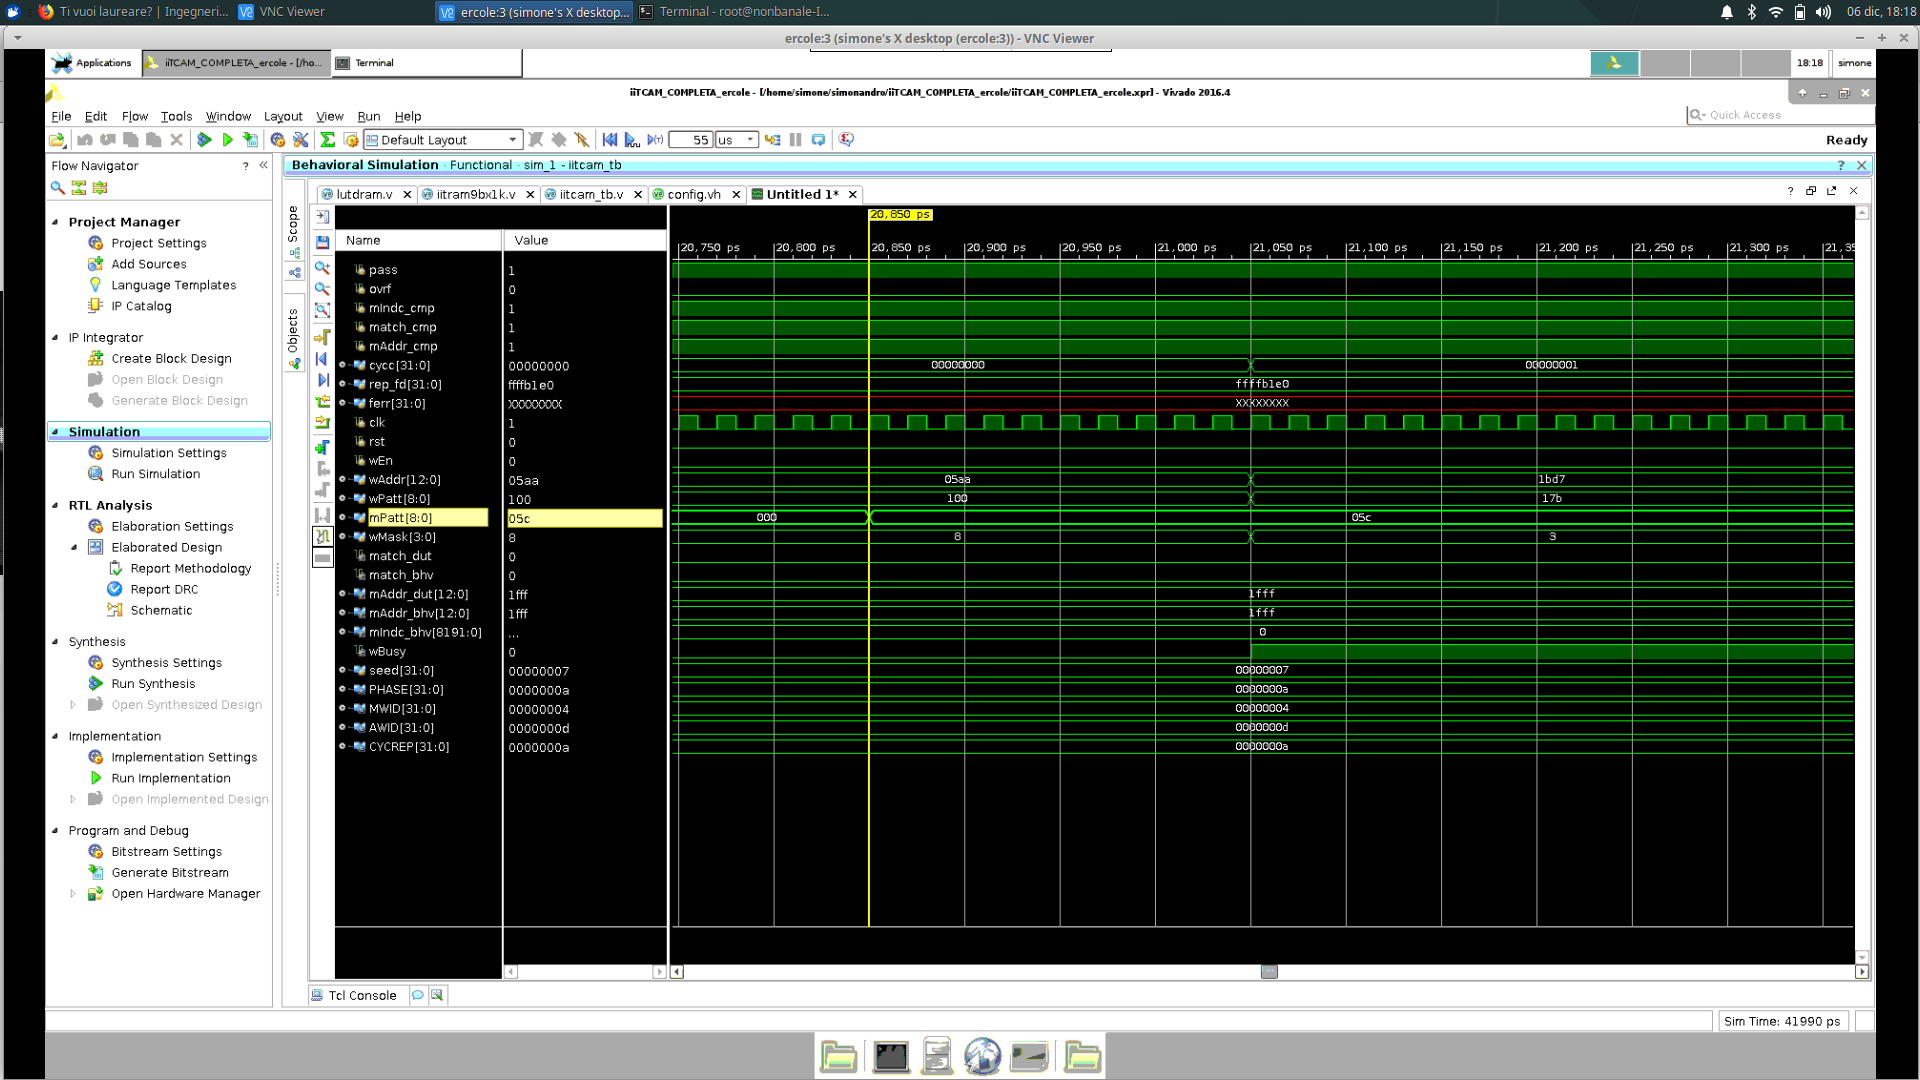 Ti vuoi laureare? | Ingegneri...
VNC Viewer
ercole:3 (simone's X desktop...
Terminal - root@nonbanale-I...
06 dic, 18:18
ercole:3 (simone's X desktop (ercole:3)) - VNC Viewer
Applications
iiTCAM_COMPLETA_ercole - [/ho...
Terminal
18:18
simone
iiTCAM_COMPLETA_ercole - [/home/simone/simonandro/iiTCAM_COMPLETA_ercole/iiTCAM_COMPLETA_ercole.xpr] - Vivado 2016.4
File Edit Flow Tools Window Layout View Run Help
Quick Access
Default Layout
55
us
Ready
Flow Navigator
Behavioral Simulation - Functional - sim_1 - iitcam_tb
lutdram.v
iitram9bx1k.v
iitcam_tb.v
config.vh
Untitled 1*
Project Manager
Project Settings
Add Sources
Language Templates
IP Catalog
IP Integrator
Create Block Design
Open Block Design
Generate Block Design
Simulation
Simulation Settings
Run Simulation
RTL Analysis
Elaboration Settings
Elaborated Design
Report Methodology
Report DRC
Schematic
Synthesis
Synthesis Settings
Run Synthesis
Open Synthesized Design
Implementation
Implementation Settings
Run Implementation
Open Implemented Design
Program and Debug
Bitstream Settings
Generate Bitstream
Open Hardware Manager
Scope
Objects
20,850 ps
Name Value
20,750 ps 20,800 ps 20,850 ps 20,900 ps 20,950 ps 21,000 ps 21,050 ps 21,100 ps 21,150 ps 21,200 ps 21,250 ps 21,300 ps 21,35
pass 1
ovrf 0
mIndc_cmp 1
match_cmp 1
mAddr_cmp 1
cycc[31:0] 00000000 00000000 00000001
rep_fd[31:0] ffffb1e0 ffffb1e0
ferr[31:0] XXXXXXXX XXXXXXXX
clk 1
rst 0
wEn 0
wAddr[12:0] 05aa 05aa 1bd7
wPatt[8:0] 100 100 17b
mPatt[8:0] 05c 000 05c
wMask[3:0] 8 8 3
match_dut 0
match_bhv 0
mAddr_dut[12:0] 1fff 1fff
mAddr_bhv[12:0] 1fff 1fff
mIndc_bhv[8191:0] ... 0
wBusy 0
seed[31:0] 00000007 00000007
PHASE[31:0] 0000000a 0000000a
MWID[31:0] 00000004 00000004
AWID[31:0] 0000000d 0000000d
CYCREP[31:0] 0000000a 0000000a
Tcl Console
Sim Time: 41990 ps